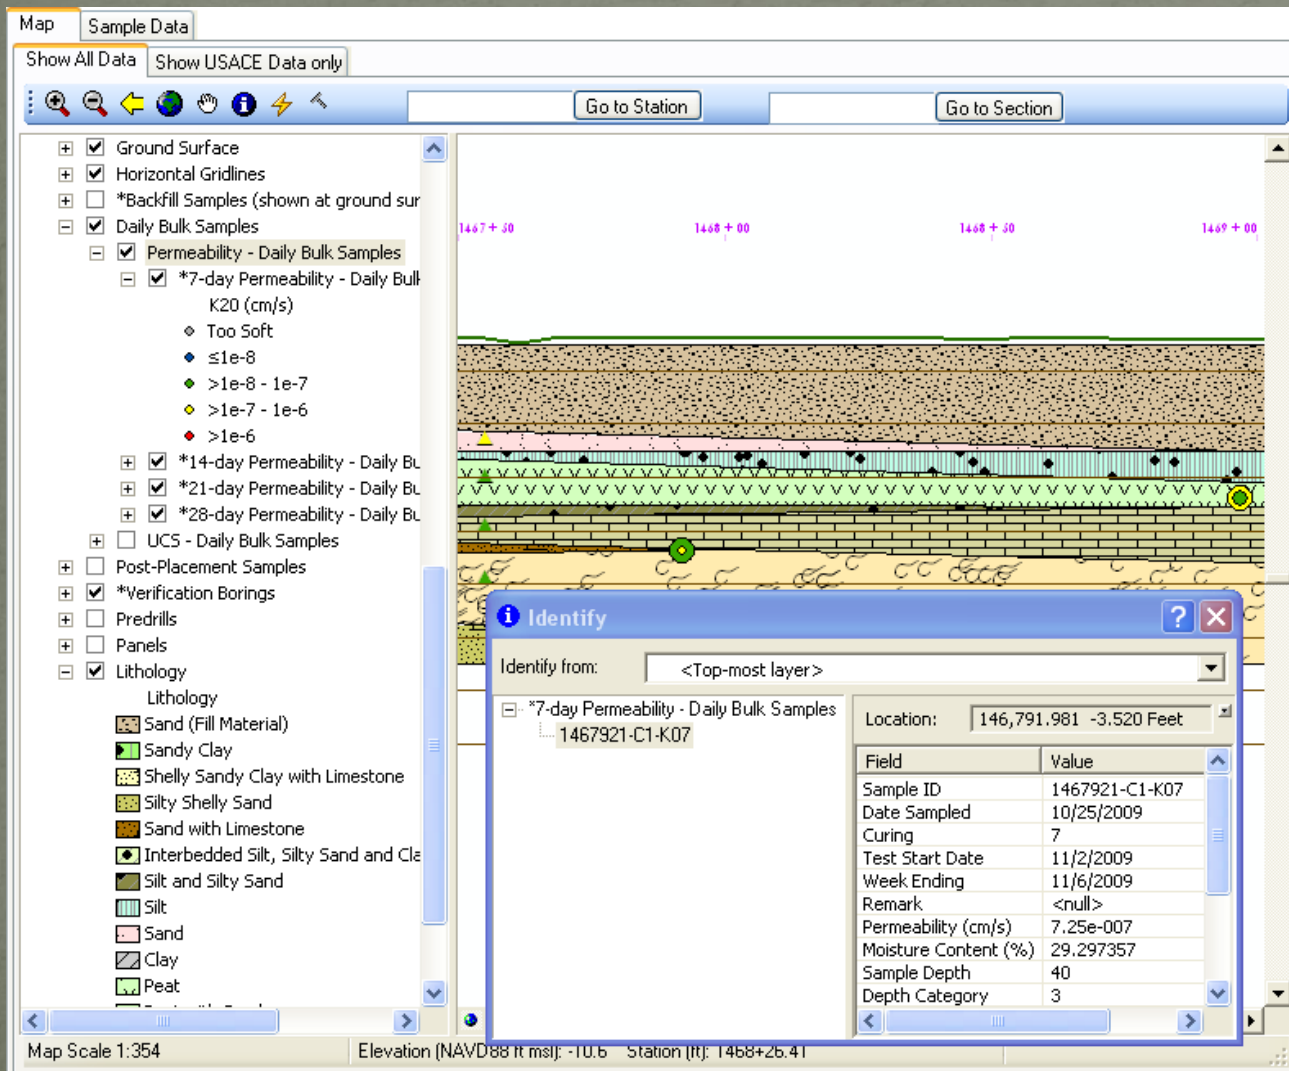 Map Sample Data
Show All Data Show USACE Data only
Go to Station Go to Section
Ground Surface
Horizontal Gridlines
*Backfill Samples (shown at ground sur
Daily Bulk Samples
Permeability - Daily Bulk Samples
*7-day Permeability - Daily Bulk
K20 (cm/s)
Too Soft
≤1e-8
>1e-8 - 1e-7
>1e-7 - 1e-6
>1e-6
*14-day Permeability - Daily Bu
*21-day Permeability - Daily Bu
*28-day Permeability - Daily Bu
UCS - Daily Bulk Samples
Post-Placement Samples
*Verification Borings
Predrills
Panels
Lithology
Lithology
Sand (Fill Material)
Sandy Clay
Shelly Sandy Clay with Limestone
Silty Shelly Sand
Sand with Limestone
Interbedded Silt, Silty Sand and Cla
Silt and Silty Sand
Silt
Sand
Clay
Peat
1467 + 50 1468 + 00 1468 + 50 1469 + 00
Identify
Identify from: <Top-most layer>
*7-day Permeability - Daily Bulk Samples
1467921-C1-K07
Location: 146,791.981 -3.520 Feet
Field Value
Sample ID 1467921-C1-K07
Date Sampled 10/25/2009
Curing 7
Test Start Date 11/2/2009
Week Ending 11/6/2009
Remark <null>
Permeability (cm/s) 7.25e-007
Moisture Content (%) 29.297357
Sample Depth 40
Depth Category 3
Map Scale 1:354 Elevation (NAVD88 ft msl): -10.6 Station (ft): 1468+26.41